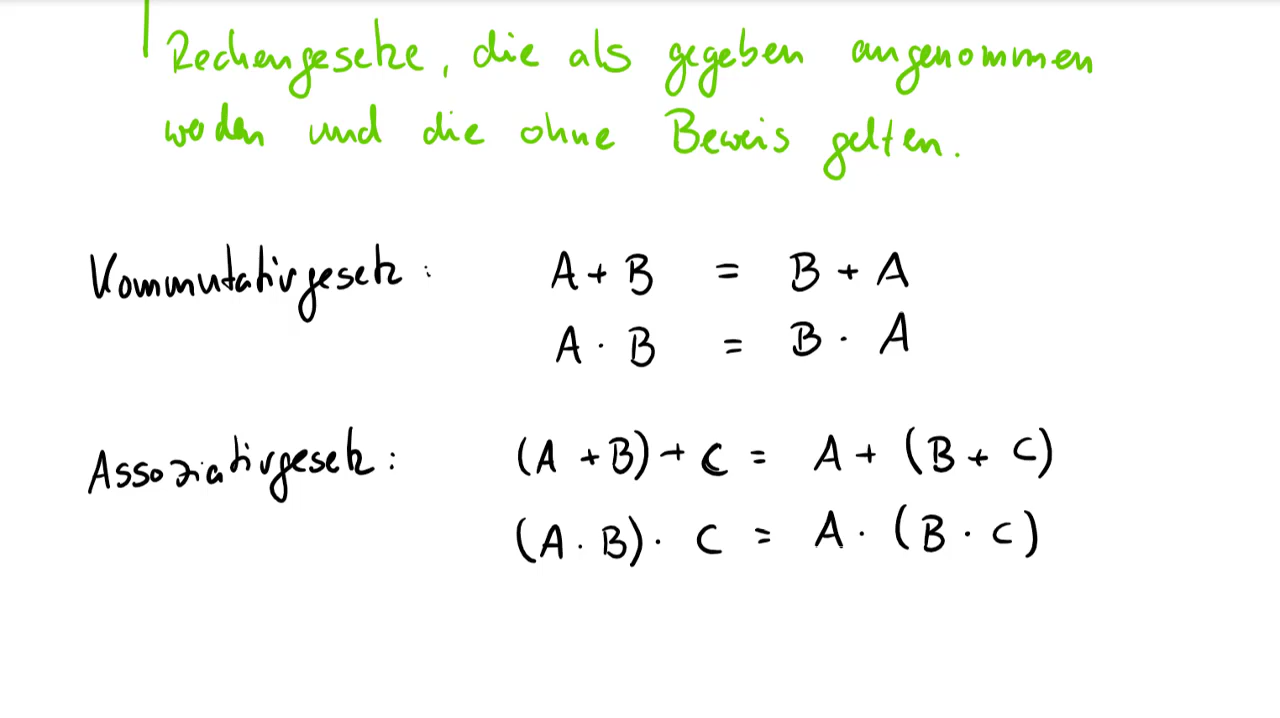 Rechengesetze, die als gegeben angenommen
werden und die ohne Beweis gelten.
Kommutativgesetz: A + B = B + A
A · B = B · A
Assoziativgesetz: (A + B) + C = A + (B + C)
(A · B) · C = A · (B · C)